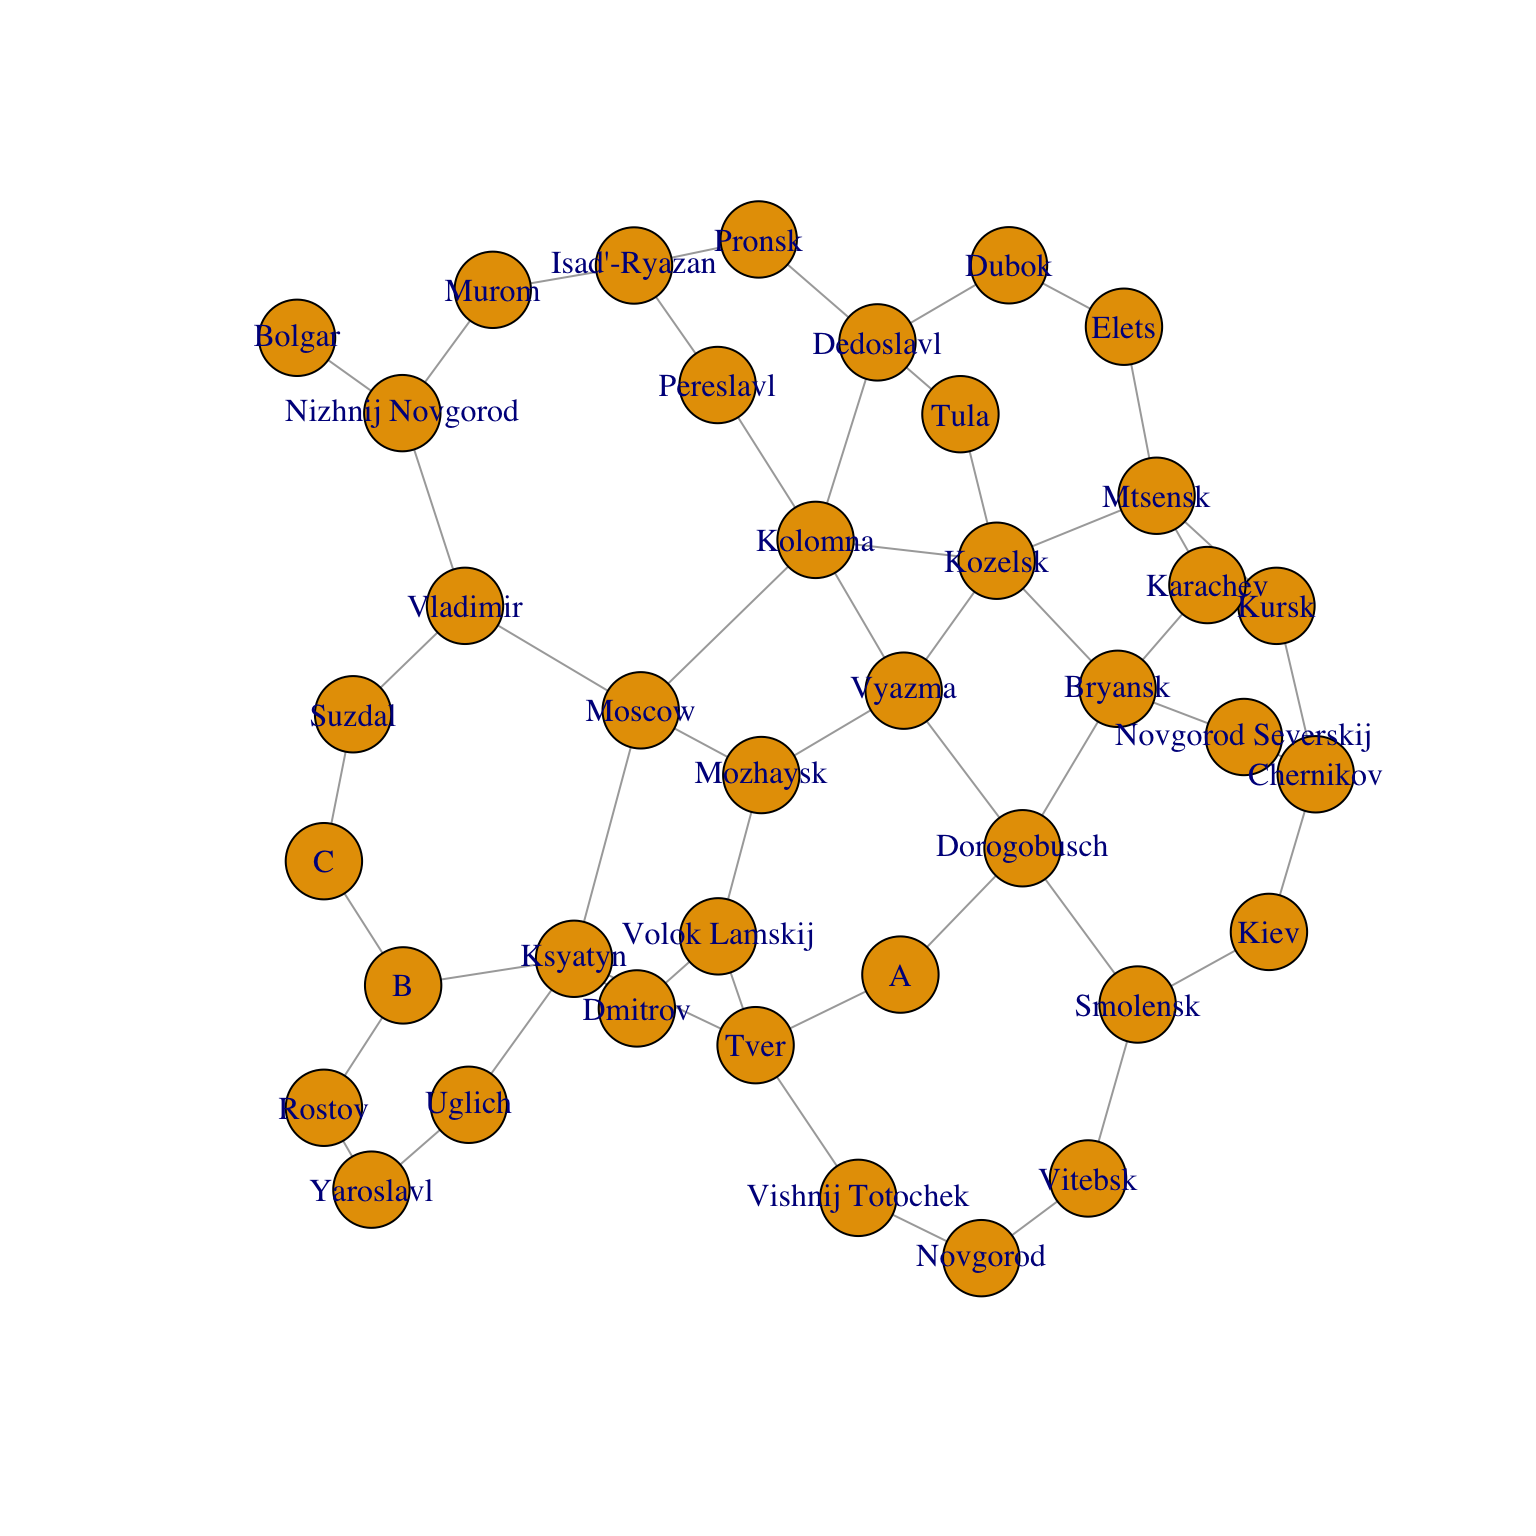 Pronsk
Isad'-Ryazan
Dubok
Murom
Elets
Bolgar
Dedoslavl
Pereslavl
Nizhnij Novgorod
Tula
Mtsensk
Kolomna
Kozelsk
Karachev
Vladimir
Kursk
Vyazma
Bryansk
Suzdal
Moscow
Novgorod Severskij
Mozhaysk
Chernikov
Dorogobusch
C
Volok Lamskij
Kiev
Ksyatyn
A
B
Dmitrov
Smolensk
Tver
Uglich
Rostov
Vitebsk
Yaroslavl
Vishnij Totochek
Novgorod